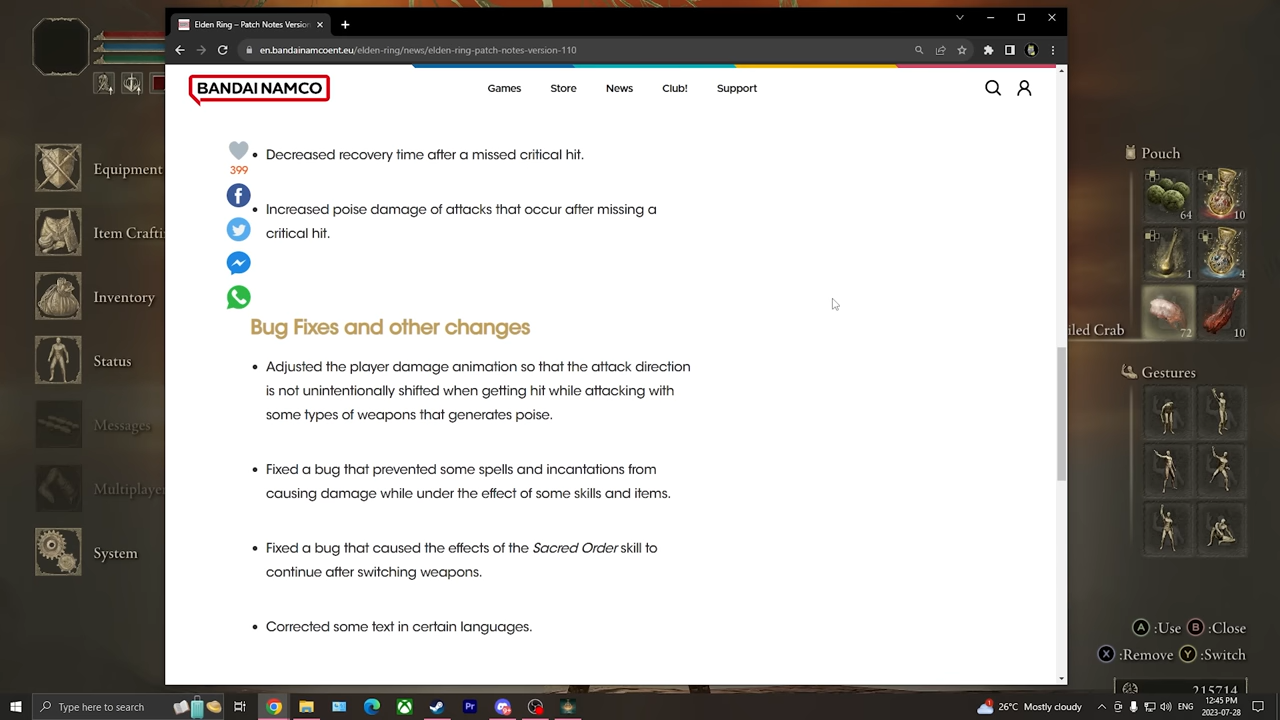 Elden Ring – Patch Notes Version
en.bandainamcoent.eu/elden-ring/news/elden-ring-patch-notes-version-110
BANDAI NAMCO
Games
Store
News
Club!
Support
399
Decreased recovery time after a missed critical hit.
Increased poise damage of attacks that occur after missing a
critical hit.
Bug Fixes and other changes
Adjusted the player damage animation so that the attack direction
is not unintentionally shifted when getting hit while attacking with
some types of weapons that generates poise.
Fixed a bug that prevented some spells and incantations from
causing damage while under the effect of some skills and items.
Fixed a bug that caused the effects of the Sacred Order skill to
continue after switching weapons.
Corrected some text in certain languages.
Equipment
Item Crafti
Inventory
Status
Messages
Multiplaye
System
Pouch
64
10
1
4
72
10
iled Crab
Gestures
A :Use B :Close
X :Remove Y :Switch
215714
Type here to search
Pr
1
26°C Mostly cloudy
ENG
12:45 PM
2023-07-28